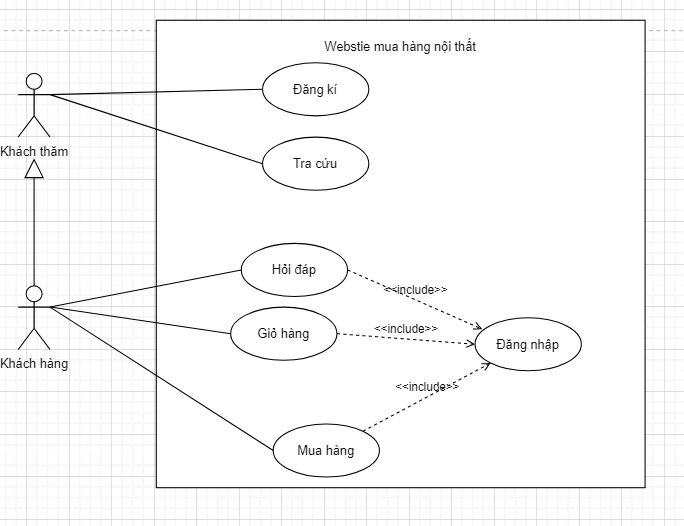 Webstie mua hàng nội thất
Đăng kí
Khách thăm
Tra cứu
Hỏi đáp
<<include>>
Giỏ hàng
<<include>>
Đăng nhập
Khách hàng
<<include>>
Mua hàng